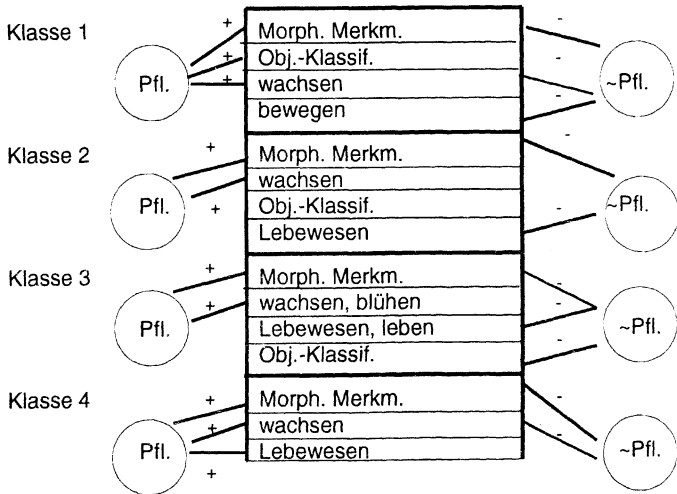 Klasse 1
+
Morph. Merkm.
-
+
Obj.-Klassif.
Pfl.
+
wachsen
-
~Pfl.
bewegen
-
Klasse 2
+
Morph. Merkm.
-
wachsen
Pfl.
+
Obj.-Klassif.
-
~Pfl.
Lebewesen
Klasse 3
+
Morph. Merkm.
-
+
wachsen, blühen
-
Pfl.
Lebewesen, leben
-
~Pfl.
Obj.-Klassif.
Klasse 4
+
Morph. Merkm.
-
+
wachsen
-
Pfl.
Lebewesen
~Pfl.
+